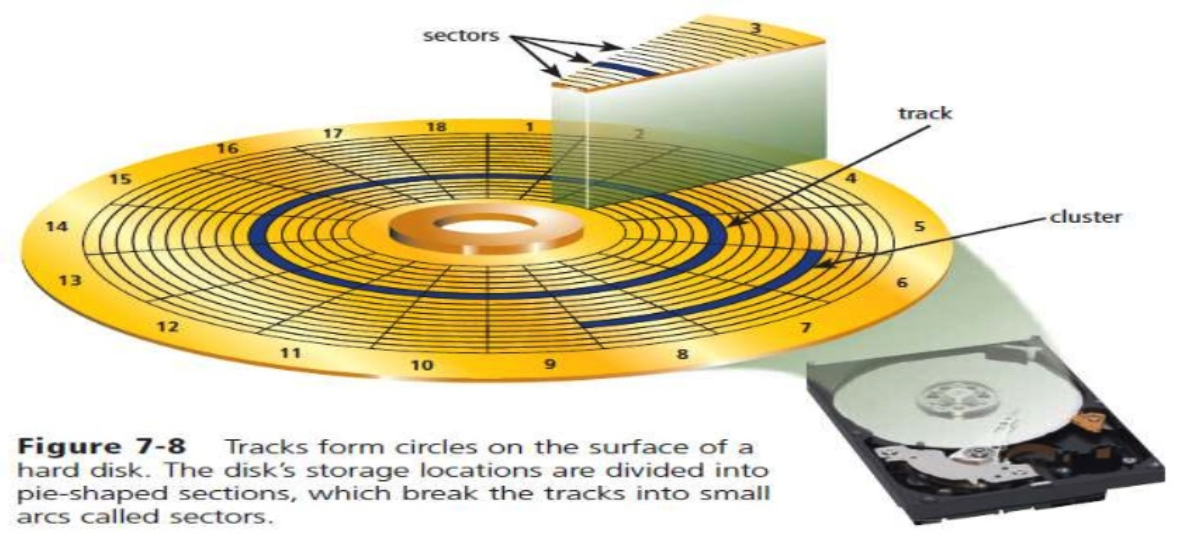 sectors
3
track
17
18
1
2
16
15
4
14
5
cluster
13
6
12
7
11
10
9
8
Figure 7-8 Tracks form circles on the surface of a
hard disk. The disk's storage locations are divided into
pie-shaped sections, which break the tracks into small
arcs called sectors.